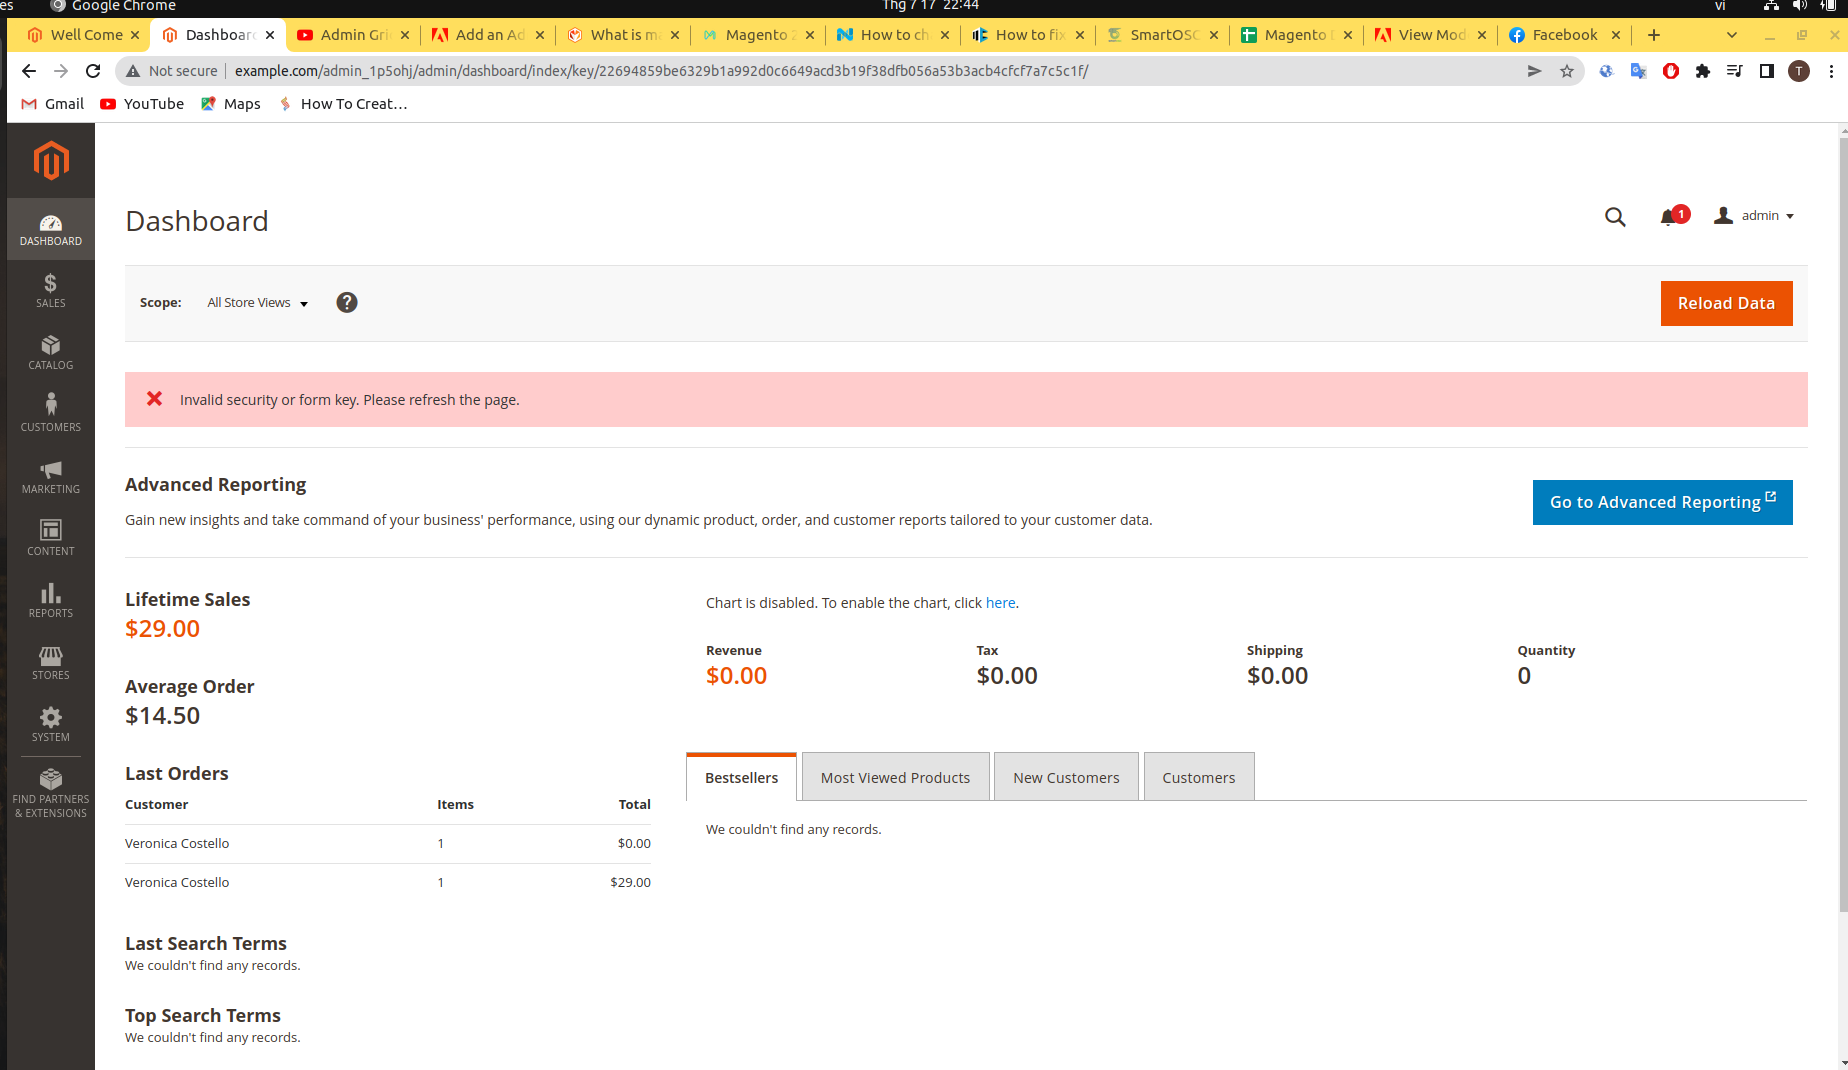 es Google Chrome Thg 7 17 22:44 vi
Well Come Dashboar Admin Gri Add an Ad What is m Magento 2 How to ch How to fix SmartOSC Magento View Mod Facebook
Not secure example.com/admin_1p5ohj/admin/dashboard/index/key/22694859be6329b1a992d0c6649acd3b19f38dfb056a53b3acb4cfcf7a7c5c1f/ T
Gmail YouTube Maps How To Creat...
DASHBOARD
SALES
CATALOG
CUSTOMERS
MARKETING
CONTENT
REPORTS
STORES
SYSTEM
FIND PARTNERS
& EXTENSIONS
Dashboard
1 admin
Scope: All Store Views ? Reload Data
Invalid security or form key. Please refresh the page.
Advanced Reporting
Gain new insights and take command of your business' performance, using our dynamic product, order, and customer reports tailored to your customer data.
Go to Advanced Reporting
Lifetime Sales
$29.00
Average Order
$14.50
Last Orders
Customer Items Total
Veronica Costello 1 $0.00
Veronica Costello 1 $29.00
Last Search Terms
We couldn't find any records.
Top Search Terms
We couldn't find any records.
Chart is disabled. To enable the chart, click here.
Revenue Tax Shipping Quantity
$0.00 $0.00 $0.00 0
Bestsellers Most Viewed Products New Customers Customers
We couldn't find any records.